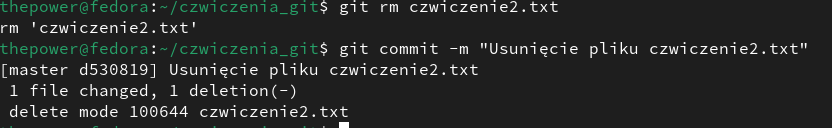 thepower@fedora:~/czwiczenia_git$ git rm czwiczenie2.txt
rm 'czwiczenie2.txt'
thepower@fedora:~/czwiczenia_git$ git commit -m "Usunięcie pliku czwiczenie2.txt"
[master d530819] Usunięcie pliku czwiczenie2.txt
 1 file changed, 1 deletion(-)
 delete mode 100644 czwiczenie2.txt
thepower@fedora:~/czwiczenia_git$